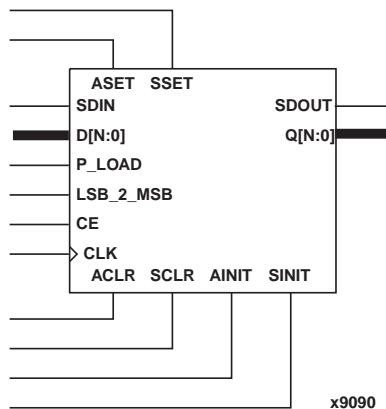 ASET SSET
SDIN SDOUT
D[N:0] Q[N:0]
P_LOAD
LSB_2_MSB
CE
CLK
ACLR SCLR AINIT SINIT
x9090